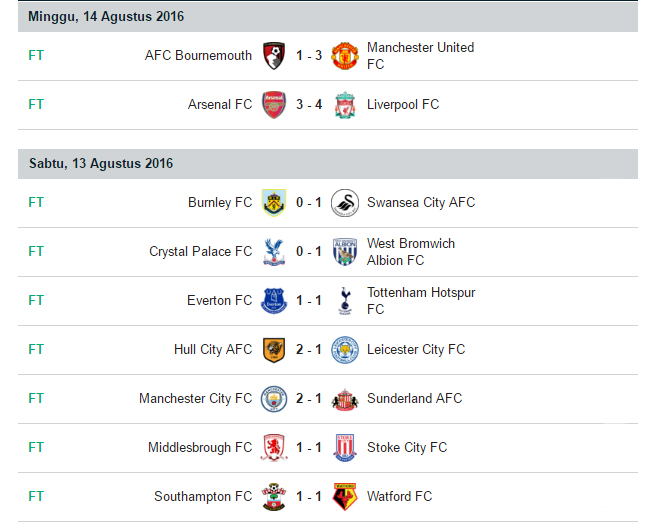 Minggu, 14 Agustus 2016
FT AFC Bournemouth 1 - 3 Manchester United
FC
FT Arsenal FC 3 - 4 Liverpool FC
Sabtu, 13 Agustus 2016
FT Burnley FC 0 - 1 Swansea City AFC
FT Crystal Palace FC 0 - 1 West Bromwich
Albion FC
FT Everton FC 1 - 1 Tottenham Hotspur
FC
FT Hull City AFC 2 - 1 Leicester City FC
FT Manchester City FC 2 - 1 Sunderland AFC
FT Middlesbrough FC 1 - 1 Stoke City FC
FT Southampton FC 1 - 1 Watford FC